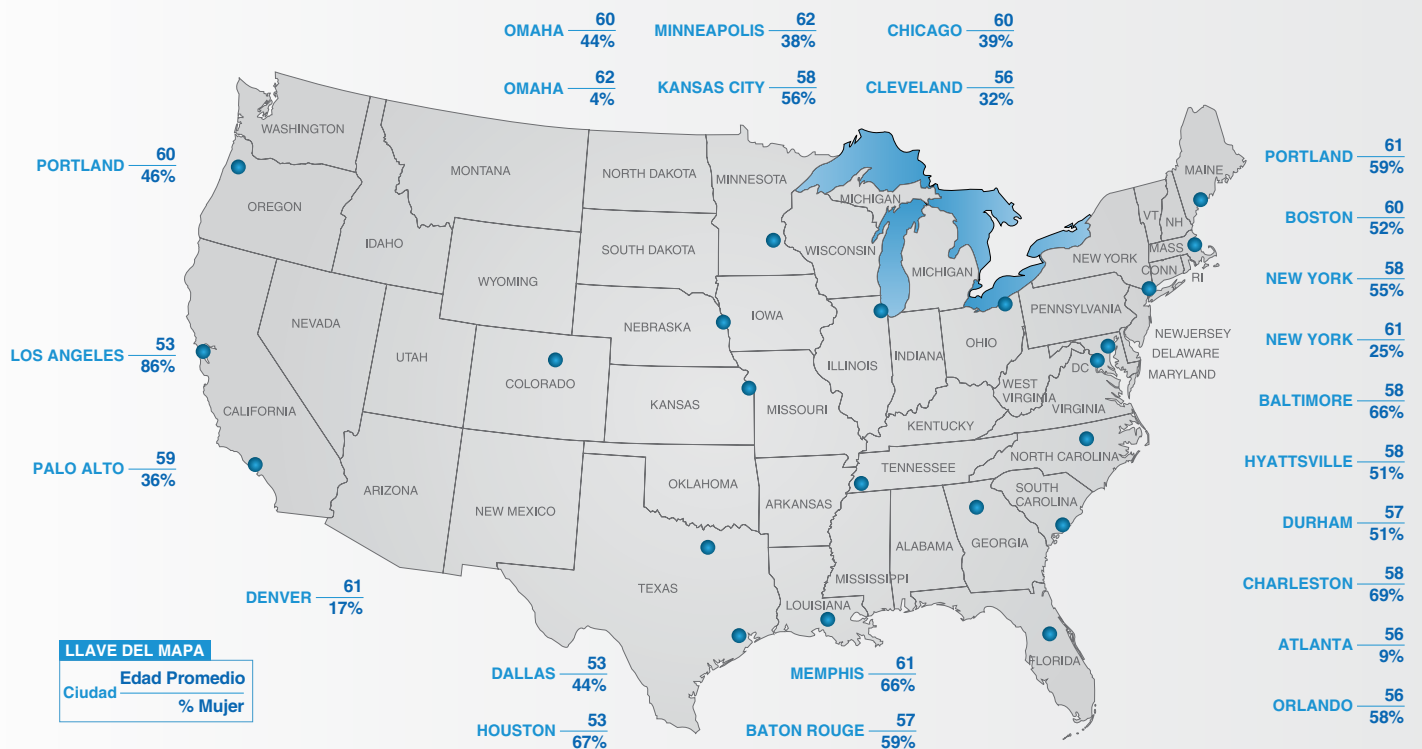 OMAHA 60
44%
MINNEAPOLIS 62
38%
CHICAGO 60
39%
OMAHA 62
4%
KANSAS CITY 58
56%
CLEVELAND 56
32%
PORTLAND 60
46%
LOS ANGELES 53
86%
PALO ALTO 59
36%
DENVER 61
17%
WASHINGTON
OREGON
IDAHO
MONTANA
NORTH DAKOTA
MINNESOTA
SOUTH DAKOTA
WYOMING
NEVADA
UTAH
CALIFORNIA
COLORADO
NEBRASKA
IOWA
KANSAS
MISSOURI
ARIZONA
NEW MEXICO
OKLAHOMA
ARKANSAS
TEXAS
LOUISIANA
MISSISSIPPI
ALABAMA
GEORGIA
FLORIDA
TENNESSEE
KENTUCKY
ILLINOIS
INDIANA
OHIO
WISCONSIN
MICHIGAN
MICHIGAN
WEST
VIRGINIA
VIRGINIA
NORTH CAROLINA
SOUTH
CAROLINA
PENNSYLVANIA
NEW YORK
MAINE
VT
NH
MASS
CONN
RI
NEWJERSEY
DELAWARE
MARYLAND
DC
PORTLAND 61
59%
BOSTON 60
52%
NEW YORK 58
55%
NEW YORK 61
25%
BALTIMORE 58
66%
HYATTSVILLE 58
51%
DURHAM 57
51%
CHARLESTON 58
69%
ATLANTA 56
9%
ORLANDO 56
58%
DALLAS 53
44%
MEMPHIS 61
66%
HOUSTON 53
67%
BATON ROUGE 57
59%
LLAVE DEL MAPA
Ciudad Edad Promedio
% Mujer